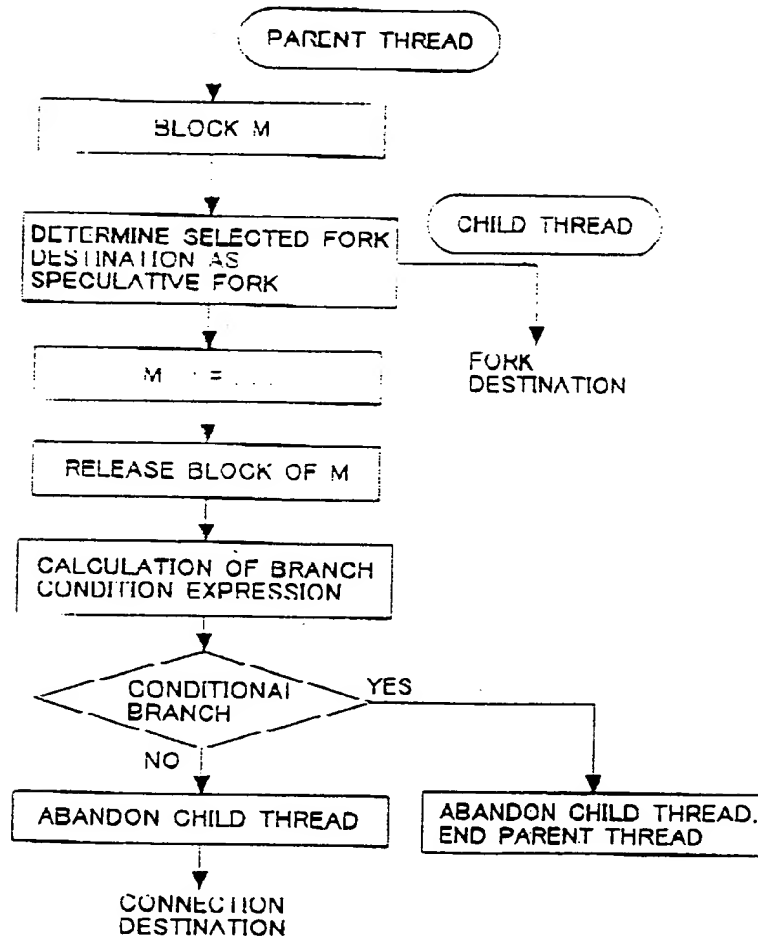 PARENT THREAD
BLOCK M
CHILD THREAD
DETERMINE SELECTED FORK
DESTINATION AS
SPECULATIVE FORK
FORK
DESTINATION
M : = ...
RELEASE BLOCK OF M
CALCULATION OF BRANCH
CONDITION EXPRESSION
CONDITIONAL
BRANCH
YES
NO
ABANDON CHILD THREAD
ABANDON CHILD THREAD.
END PARENT THREAD
CONNECTION
DESTINATION